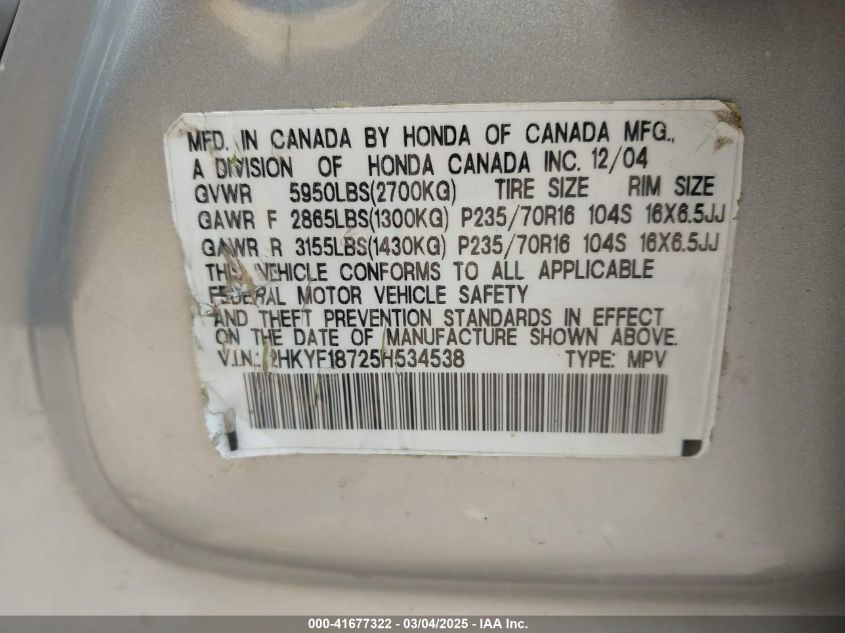 MFD. IN CANADA BY HONDA OF CANADA MFG.,
A DIVISION OF HONDA CANADA INC. 12/04
GVWR 5950LBS(2700KG) TIRE SIZE RIM SIZE
GAWR F 2865LBS(1300KG) P235/70R16 104S 16X6.5JJ
GAWR R 3155LBS(1430KG) P235/70R16 104S 16X6.5JJ
THIS VEHICLE CONFORMS TO ALL APPLICABLE
FEDERAL MOTOR VEHICLE SAFETY
AND THEFT PREVENTION STANDARDS IN EFFECT
ON THE DATE OF MANUFACTURE SHOWN ABOVE.
V.I.N.: 2HKYF18725H534538 TYPE: MPV
000-41677322 — 03/04/2025 — IAA Inc.